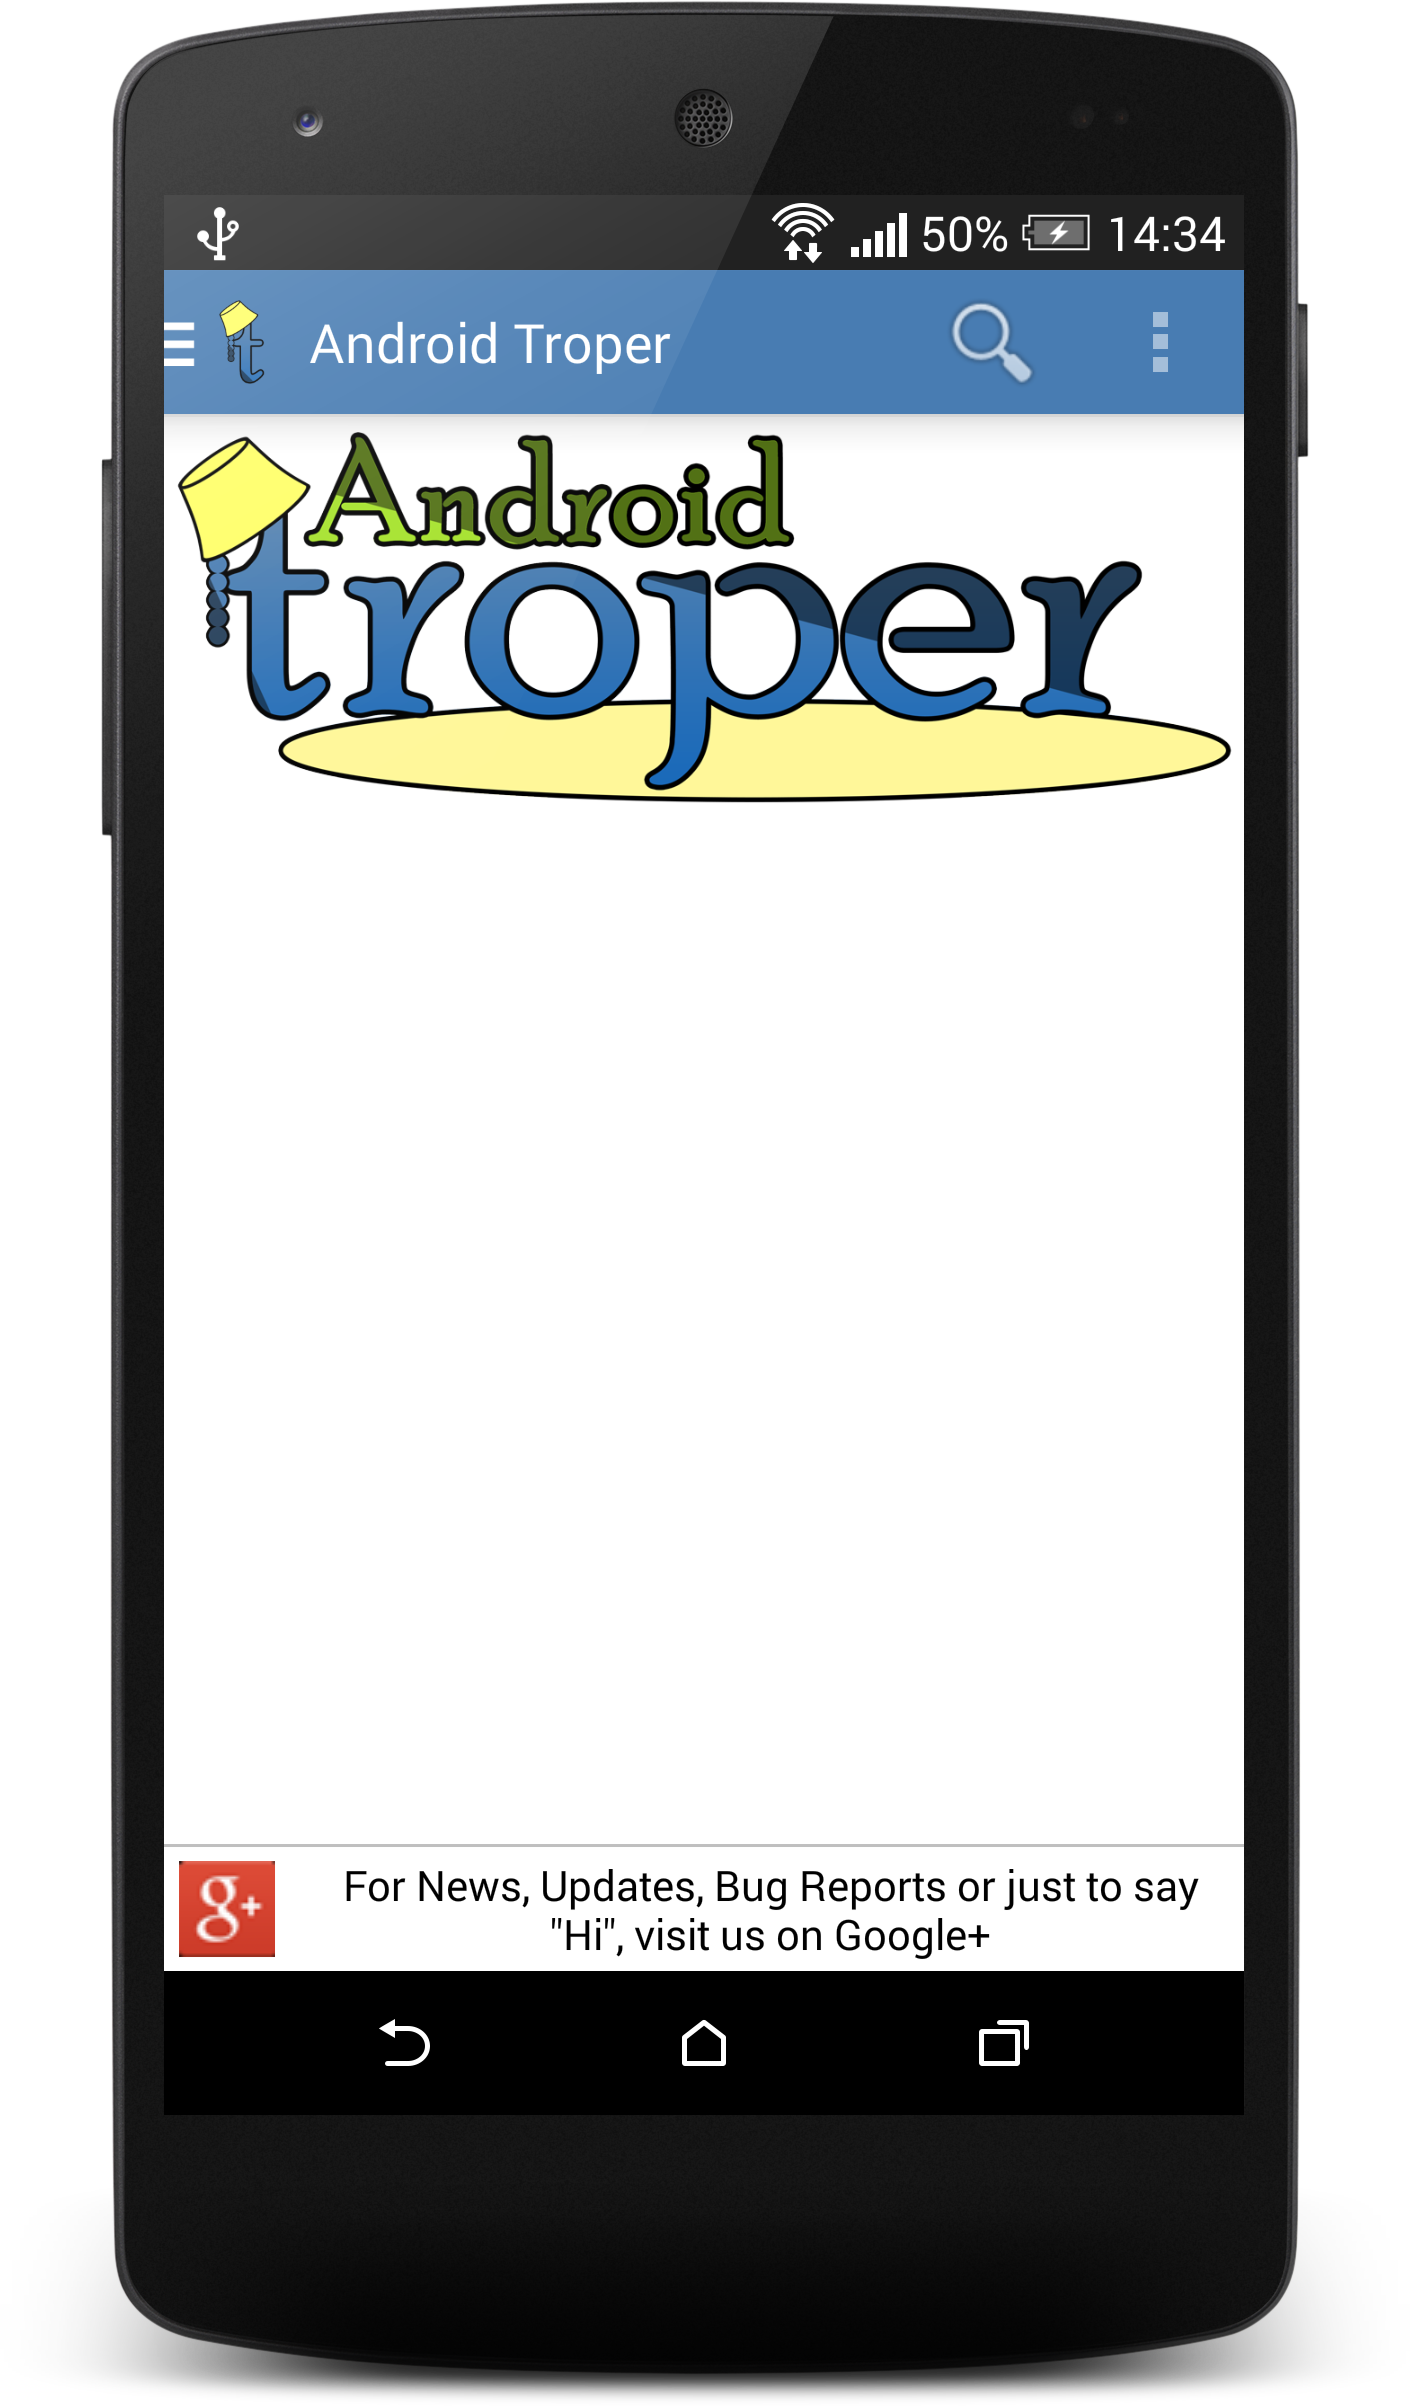 50% 14:34
Android Troper
Android
troper
g+ For News, Updates, Bug Reports or just to say
"Hi", visit us on Google+